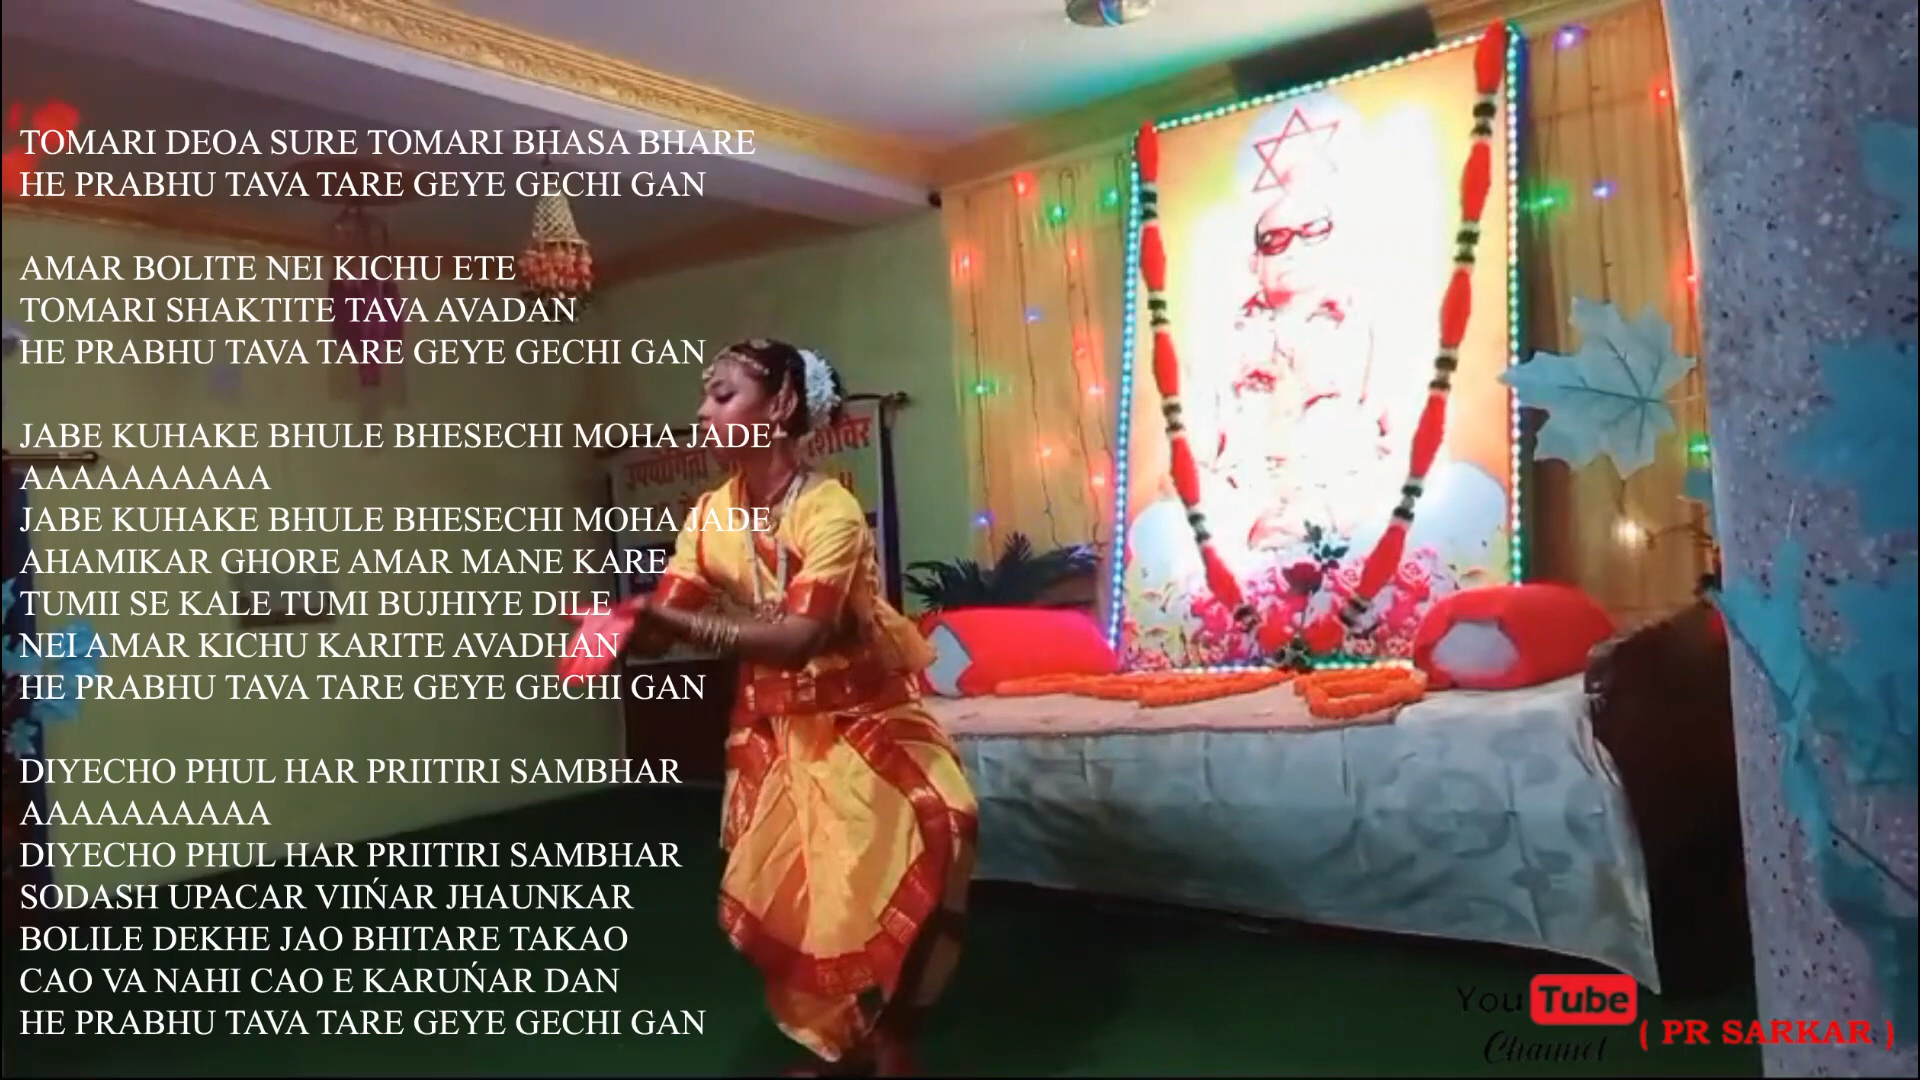 TOMARI DEOA SURE TOMARI BHASA BHARE
HE PRABHU TAVA TARE GEYE GECHI GAN
AMAR BOLITE NEI KICHU ETE
TOMARI SHAKTITE TAVA AVADAN
HE PRABHU TAVA TARE GEYE GECHI GAN
JABE KUHAKE BHULE BHESECHI MOHA JADE
AAAAAAAAAA
JABE KUHAKE BHULE BHESECHI MOHA JADE
AHAMIKAR GHORE AMAR MANE KARE
TUMII SE KALE TUMI BUJHIYE DILE
NEI AMAR KICHU KARITE AVADHAN
HE PRABHU TAVA TARE GEYE GECHI GAN
DIYECHO PHUL HAR PRIITIRI SAMBHAR
AAAAAAAAAA
DIYECHO PHUL HAR PRIITIRI SAMBHAR
SODASH UPACAR VIIŃAR JHAUNKAR
BOLILE DEKHE JAO BHITARE TAKAO
CAO VA NAHI CAO E KARUŃAR DAN
HE PRABHU TAVA TARE GEYE GECHI GAN
YouTube
Channel
( PR SARKAR )